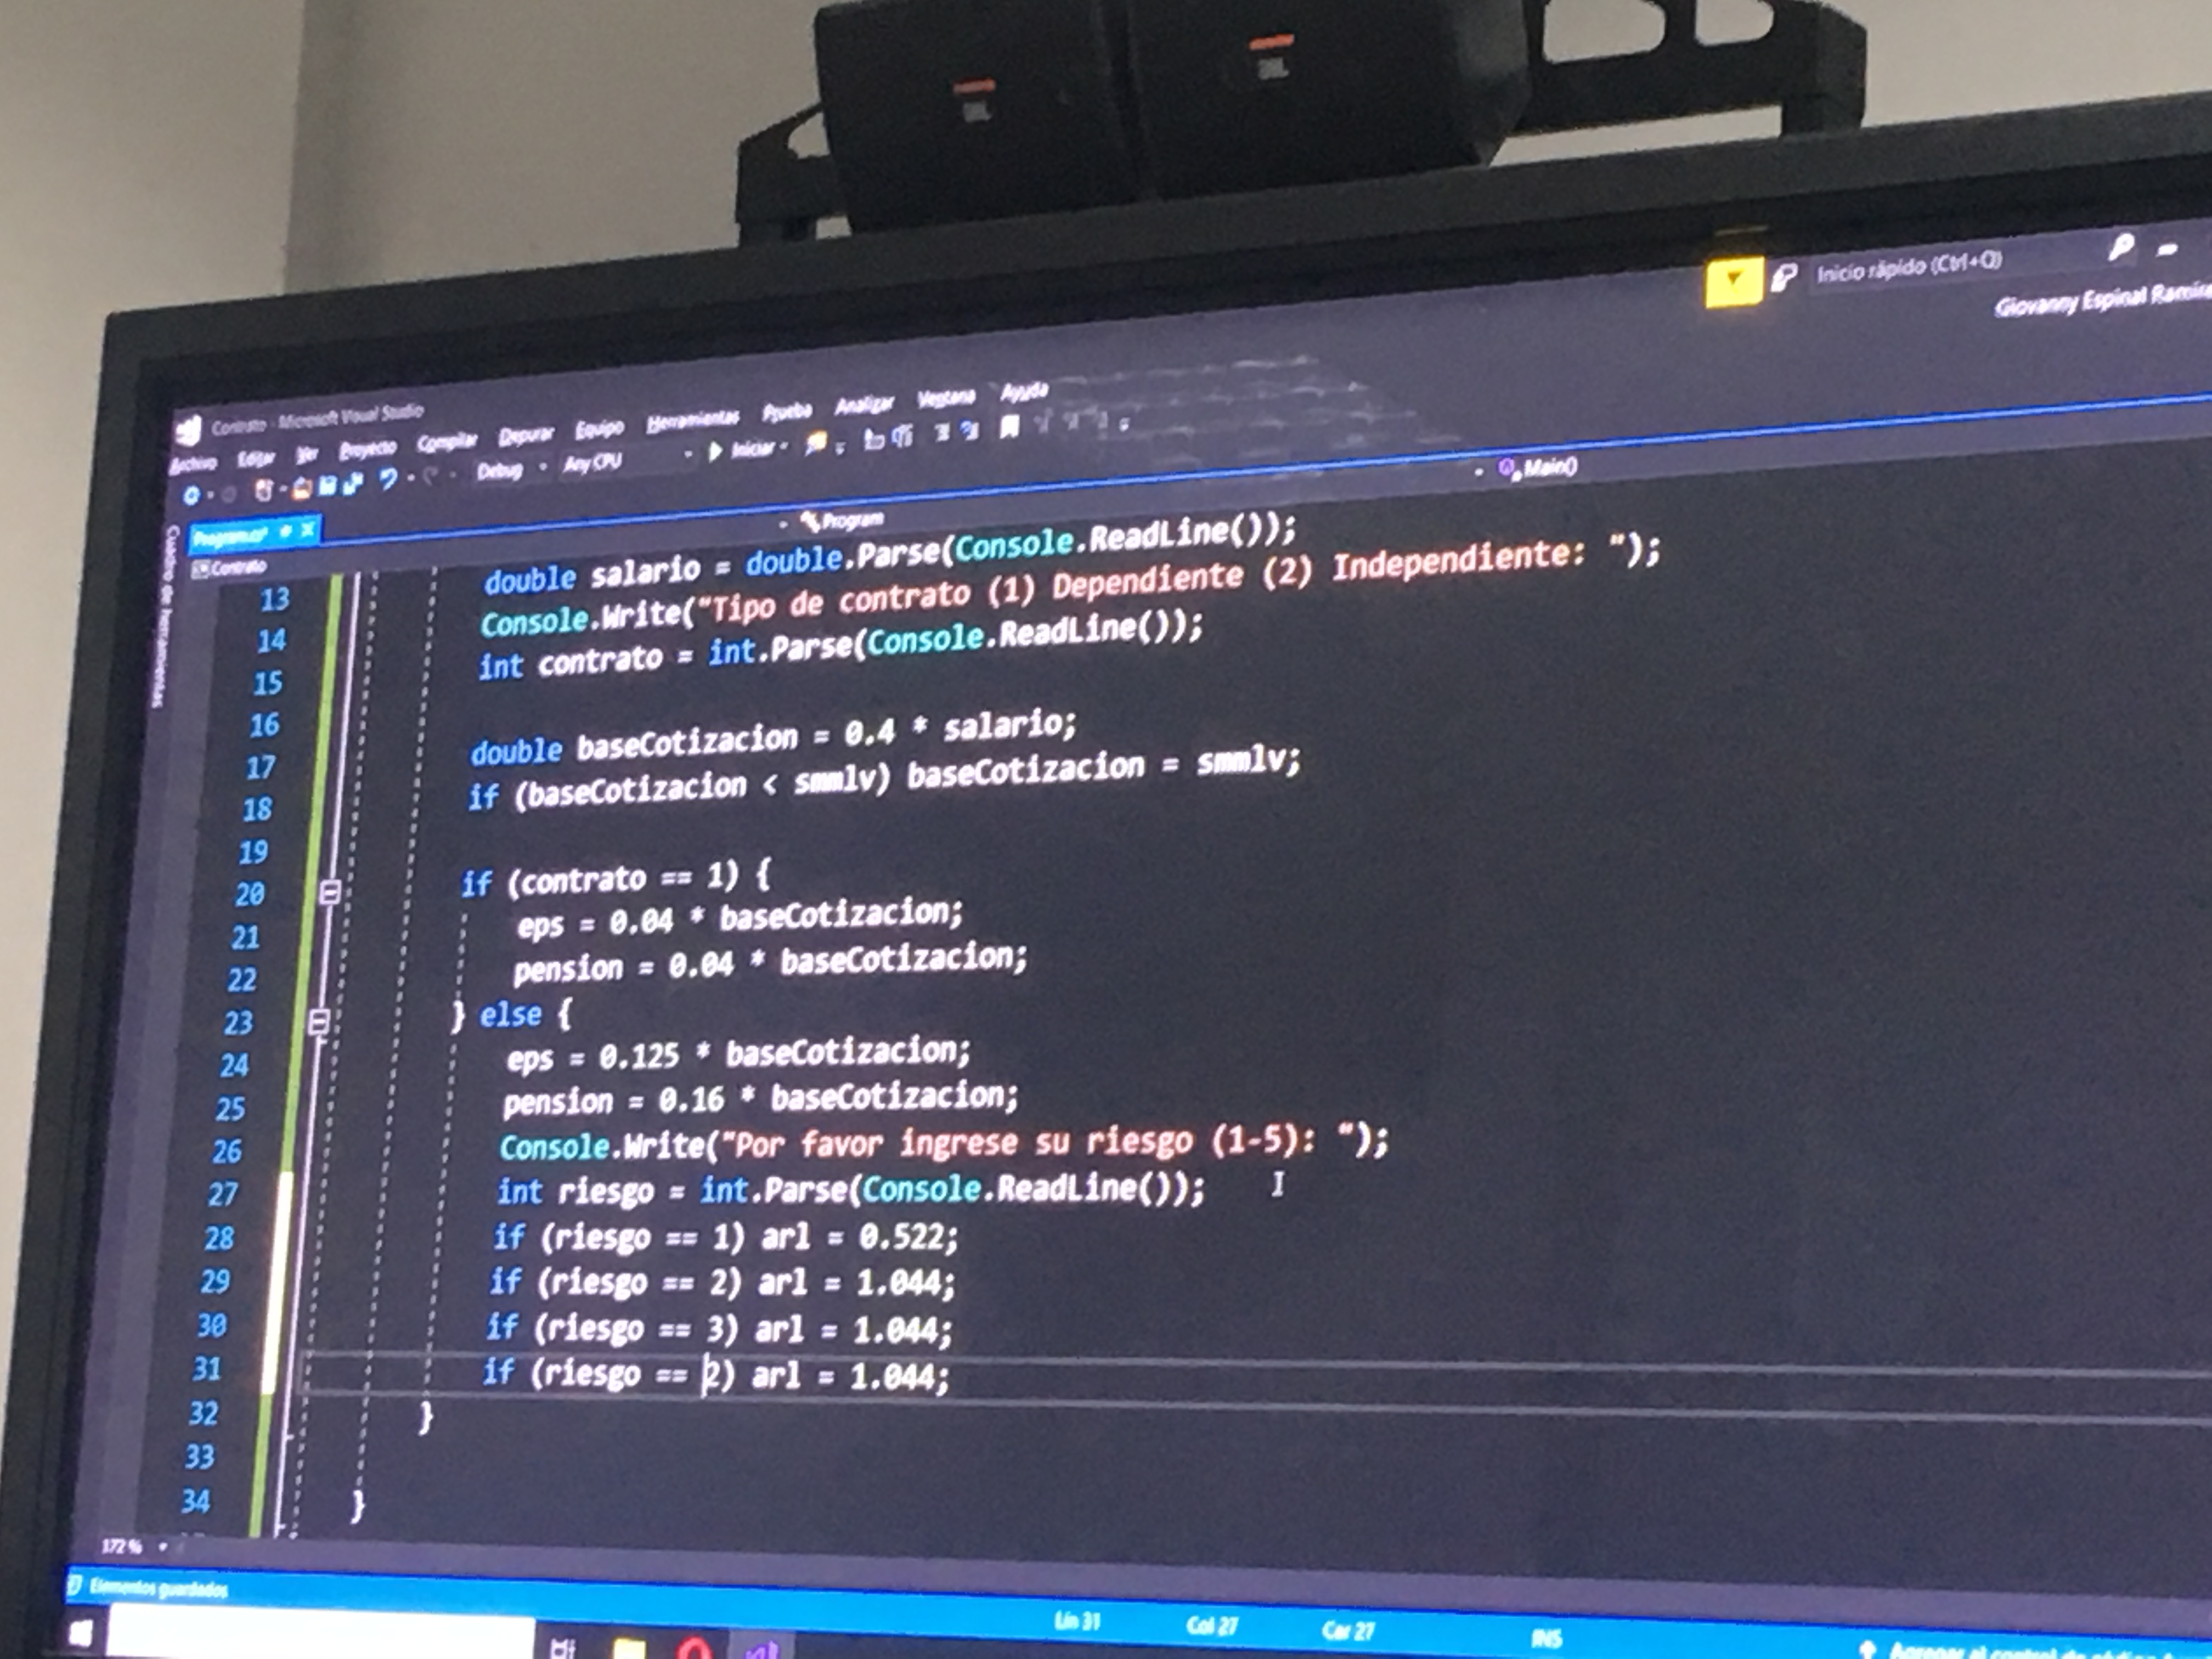 Inicio rápido (Ctrl+Q)
Giovanny Espinal Ramíre
Contrato - Microsoft Visual Studio
Archivo Editar Ver Proyecto Compilar Depurar Equipo Herramientas Prueba Analizar Ventana Ayuda
Debug Any CPU Iniciar
Program.cs*
Contrato Program Main()
Cuadro de herramientas
13 double salario = double.Parse(Console.ReadLine());
14 Console.Write("Tipo de contrato (1) Dependiente (2) Independiente: ");
15 int contrato = int.Parse(Console.ReadLine());
16
17 double baseCotizacion = 0.4 * salario;
18 if (baseCotizacion < smmlv) baseCotizacion = smmlv;
19
20 if (contrato == 1) {
21 eps = 0.04 * baseCotizacion;
22 pension = 0.04 * baseCotizacion;
23 } else {
24 eps = 0.125 * baseCotizacion;
25 pension = 0.16 * baseCotizacion;
26 Console.Write("Por favor ingrese su riesgo (1-5): ");
27 int riesgo = int.Parse(Console.ReadLine());
28 if (riesgo == 1) arl = 0.522;
29 if (riesgo == 2) arl = 1.044;
30 if (riesgo == 3) arl = 1.044;
31 if (riesgo == 2) arl = 1.044;
32 }
33
34 }
172 %
Elementos guardados
Lín 31 Col 27 Car 27 INS Agregar al control de código